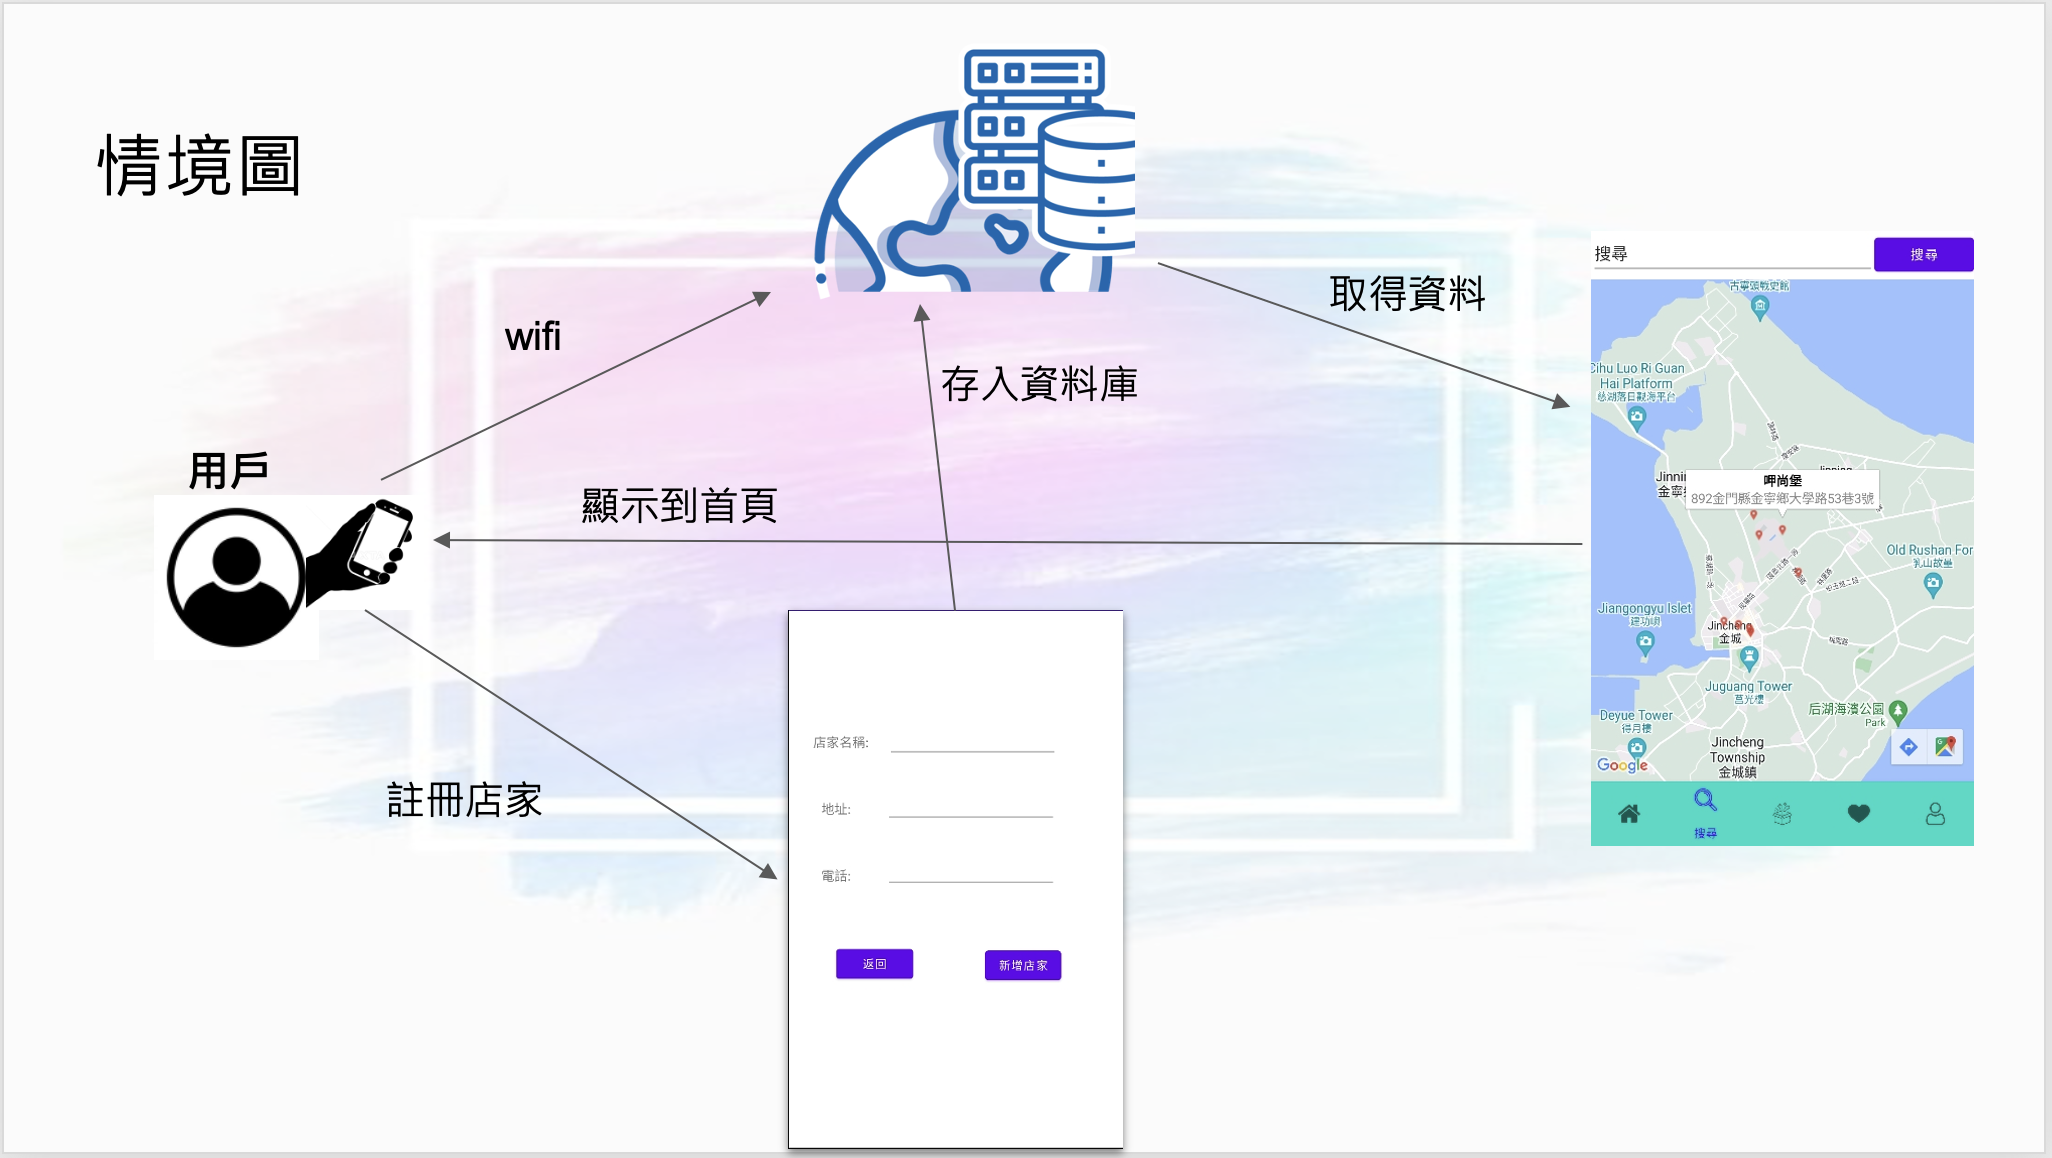 情境圖
wifi
取得資料
存入資料庫
用戶
顯示到首頁
註冊店家
店家名稱:
地址:
電話:
返回
新增店家
搜尋
搜尋
古寧頭戰史館
Cihu Luo Ri Guan
Hai Platform
慈湖落日觀海平台
呷尚堡
892金門縣金寧鄉大學路53巷3號
Old Rushan For
乳山故壘
Jiangongyu Islet
建功嶼
Jincheng
金城
Juguang Tower
莒光樓
后湖海濱公園
Park
Deyue Tower
得月樓
Jincheng
Township
金城鎮
Google
搜尋